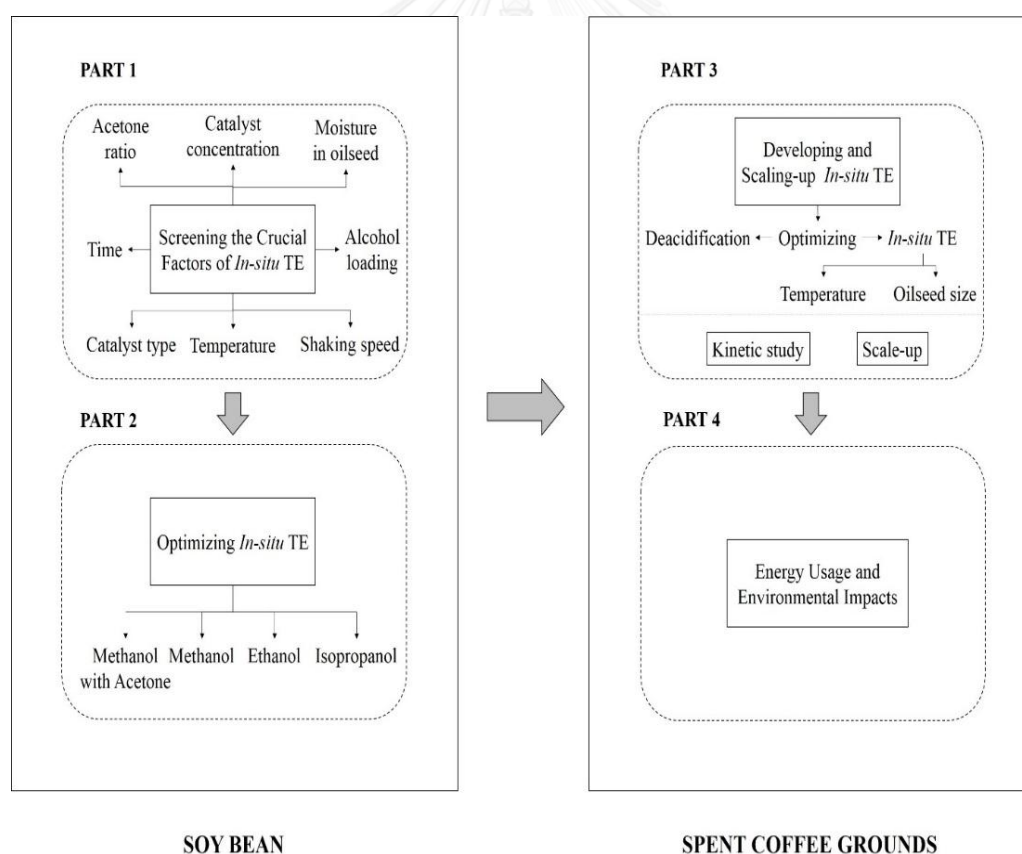 PART 1
Acetone
ratio
Catalyst
concentration
Moisture
in oilseed
Time
Screening the Crucial
Factors of In-situ TE
Alcohol
loading
Catalyst type
Temperature
Shaking speed
PART 2
Optimizing In-situ TE
Methanol
with Acetone
Methanol
Ethanol
Isopropanol
SOY BEAN
PART 3
Developing and
Scaling-up In-situ TE
Deacidification
Optimizing
In-situ TE
Temperature
Oilseed size
Kinetic study
Scale-up
PART 4
Energy Usage and
Environmental Impacts
SPENT COFFEE GROUNDS